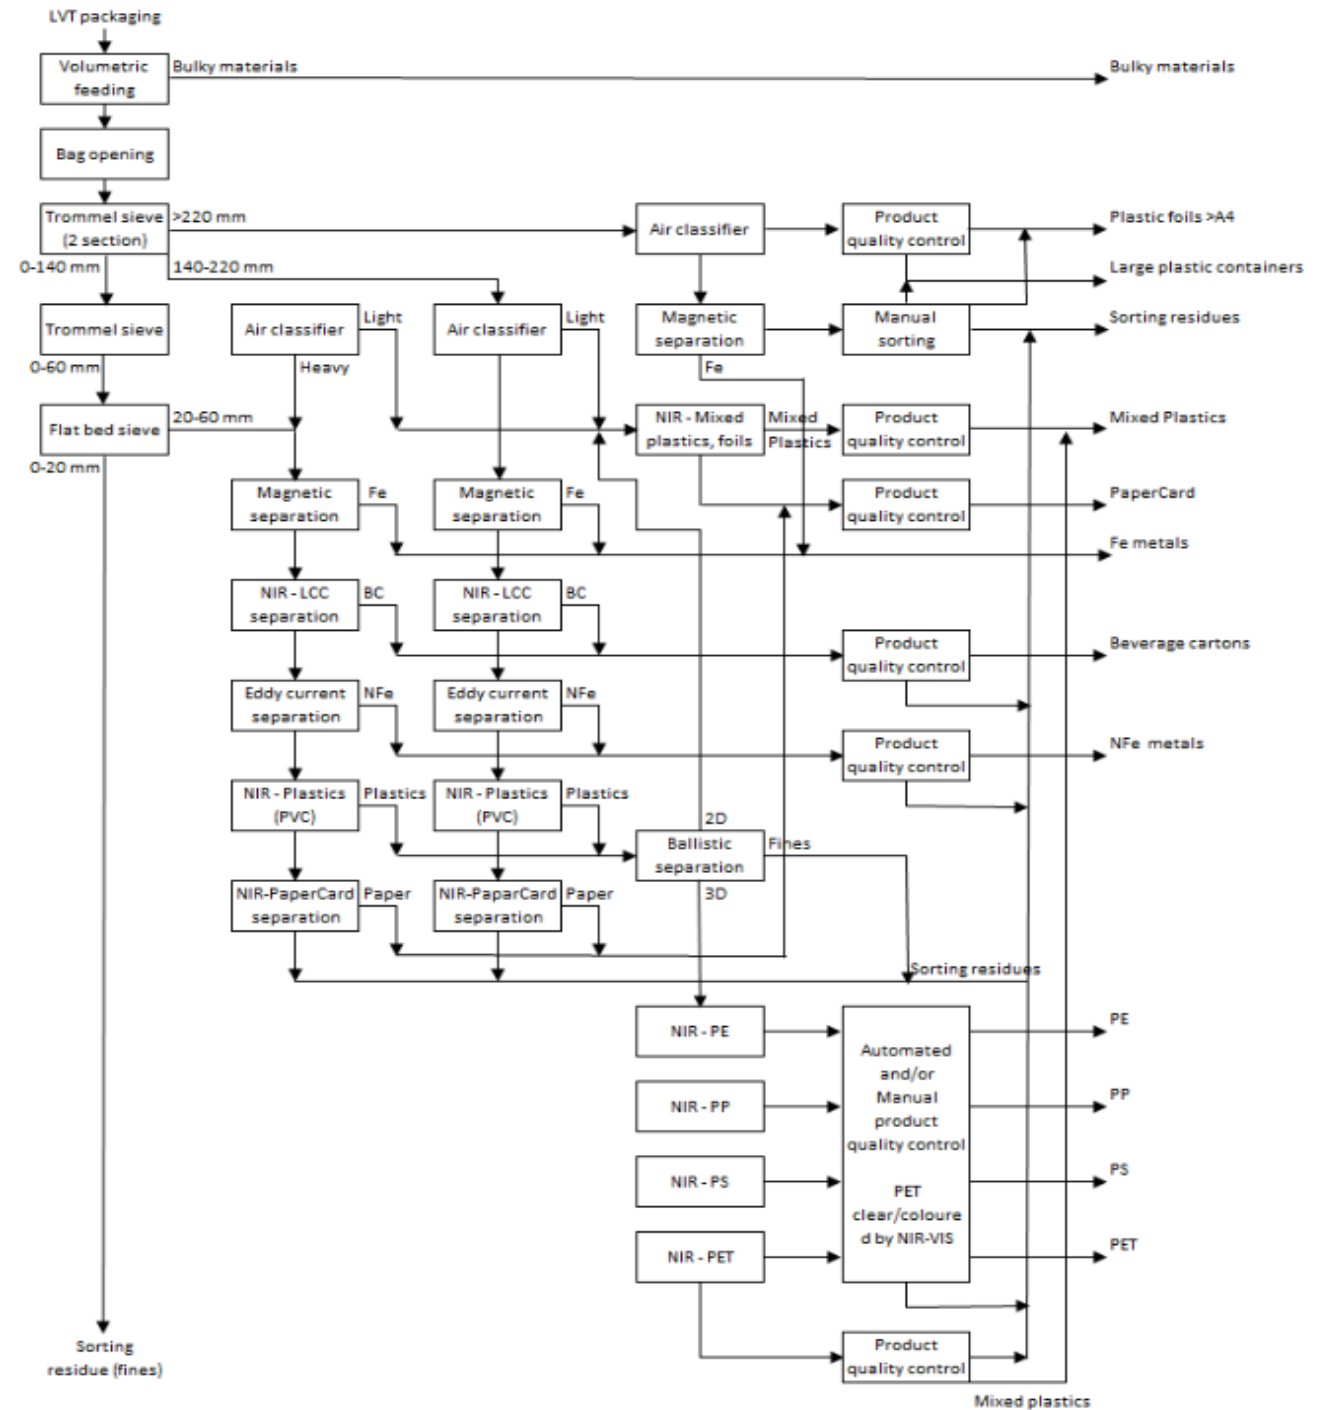 LVT packaging
Volumetric
feeding
Bulky materials
Bulky materials
Bag opening
Trommel sieve
(2 section)
>220 mm
Air classifier
Product
quality control
Plastic foils >A4
0-140 mm
140-220 mm
Large plastic containers
Trommel sieve
Air classifier
Light
Air classifier
Light
Magnetic
separation
Manual
sorting
Sorting residues
0-60 mm
Heavy
Fe
Flat bed sieve
20-60 mm
NIR - Mixed
plastics, foils
Mixed
Plastics
Product
quality control
Mixed Plastics
0-20 mm
Magnetic
separation
Fe
Magnetic
separation
Fe
Product
quality control
PaperCard
Fe metals
NIR - LCC
separation
BC
NIR - LCC
separation
BC
Product
quality control
Beverage cartons
Eddy current
separation
NFe
Eddy current
separation
NFe
Product
quality control
NFe metals
NIR - Plastics
(PVC)
Plastics
NIR - Plastics
(PVC)
Plastics
2D
Ballistic
separation
Fines
3D
NIR-PaperCard
separation
Paper
NIR-PaparCard
separation
Paper
Sorting residues
NIR - PE
Automated
and/or
Manual
product
quality control
PET
clear/coloure
d by NIR-VIS
PE
NIR - PP
PP
NIR - PS
PS
NIR - PET
PET
Sorting
residue (fines)
Product
quality control
Mixed plastics